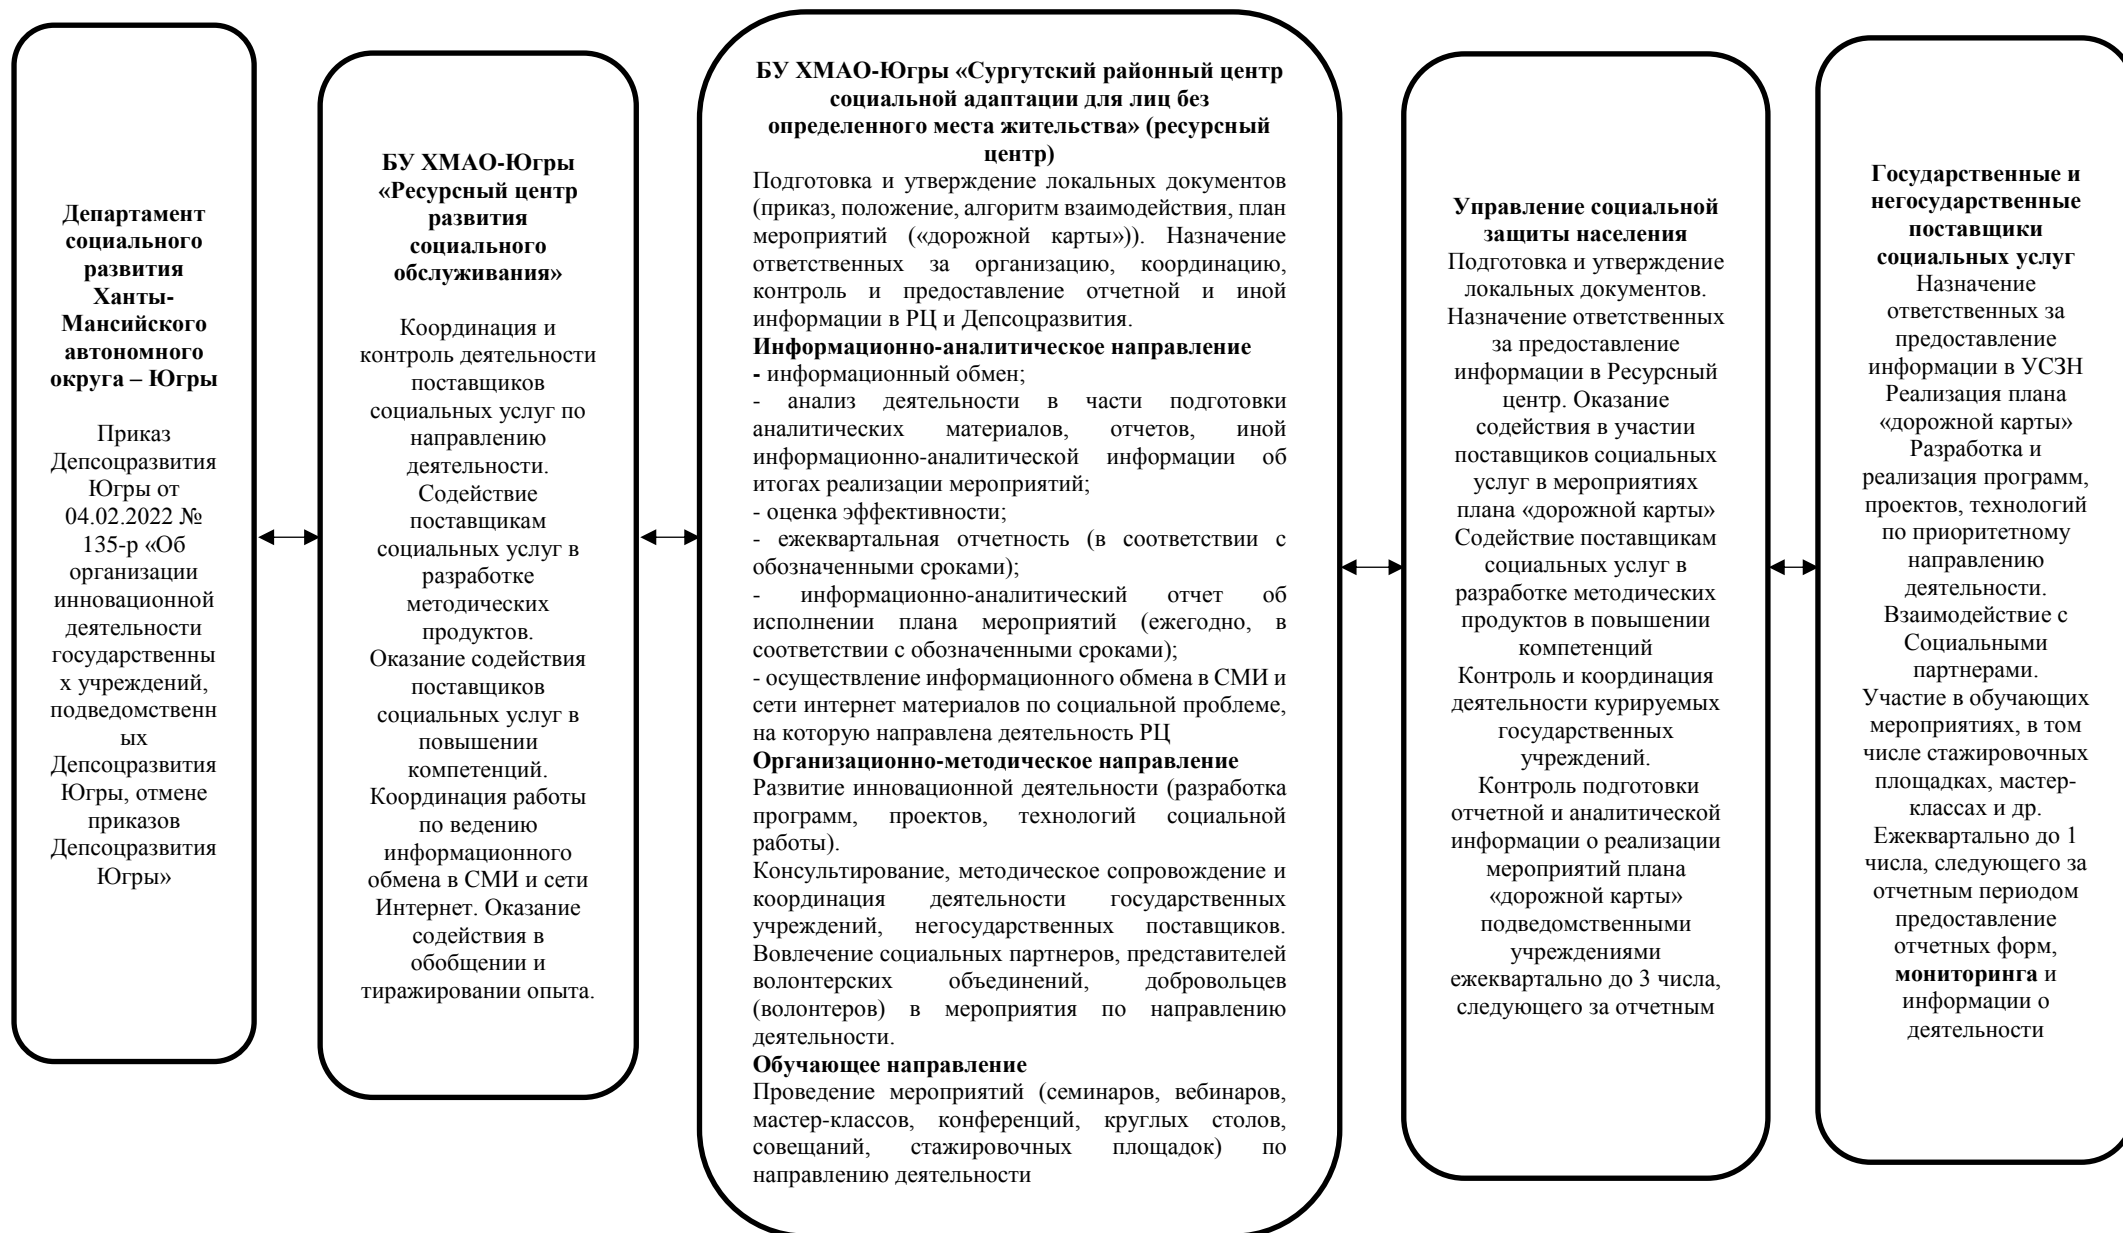 Департамент
социального
развития
Ханты-
Мансийского
автономного
округа – Югры
Приказ
Депсоцразвития
Югры от
04.02.2022 №
135-р «Об
организации
инновационной
деятельности
государственны
х учреждений,
подведомственн
ых
Депсоцразвития
Югры, отмене
приказов
Депсоцразвития
Югры»
БУ ХМАО-Югры
«Ресурсный центр
развития
социального
обслуживания»
Координация и
контроль деятельности
поставщиков
социальных услуг по
направлению
деятельности.
Содействие
поставщикам
социальных услуг в
разработке
методических
продуктов.
Оказание содействия
поставщиков
социальных услуг в
повышении
компетенций.
Координация работы
по ведению
информационного
обмена в СМИ и сети
Интернет. Оказание
содействия в
обобщении и
тиражировании опыта.
БУ ХМАО-Югры «Сургутский районный центр
социальной адаптации для лиц без
определенного места жительства» (ресурсный
центр)
Подготовка и утверждение локальных документов
(приказ, положение, алгоритм взаимодействия, план
мероприятий («дорожной карты»)). Назначение
ответственных за организацию, координацию,
контроль и предоставление отчетной и иной
информации в РЦ и Депсоцразвития.
Информационно-аналитическое направление
- информационный обмен;
- анализ деятельности в части подготовки
аналитических материалов, отчетов, иной
информационно-аналитической информации об
итогах реализации мероприятий;
- оценка эффективности;
- ежеквартальная отчетность (в соответствии с
обозначенными сроками);
- информационно-аналитический отчет об
исполнении плана мероприятий (ежегодно, в
соответствии с обозначенными сроками);
- осуществление информационного обмена в СМИ и
сети интернет материалов по социальной проблеме,
на которую направлена деятельность РЦ
Организационно-методическое направление
Развитие инновационной деятельности (разработка
программ, проектов, технологий социальной
работы).
Консультирование, методическое сопровождение и
координация деятельности государственных
учреждений, негосударственных поставщиков.
Вовлечение социальных партнеров, представителей
волонтерских объединений, добровольцев
(волонтеров) в мероприятия по направлению
деятельности.
Обучающее направление
Проведение мероприятий (семинаров, вебинаров,
мастер-классов, конференций, круглых столов,
совещаний, стажировочных площадок) по
направлению деятельности
Управление социальной
защиты населения
Подготовка и утверждение
локальных документов.
Назначение ответственных
за предоставление
информации в Ресурсный
центр. Оказание
содействия в участии
поставщиков социальных
услуг в мероприятиях
плана «дорожной карты»
Содействие поставщикам
социальных услуг в
разработке методических
продуктов в повышении
компетенций
Контроль и координация
деятельности курируемых
государственных
учреждений.
Контроль подготовки
отчетной и аналитической
информации о реализации
мероприятий плана
«дорожной карты»
подведомственными
учреждениями
ежеквартально до 3 числа,
следующего за отчетным
Государственные и
негосударственные
поставщики
социальных услуг
Назначение
ответственных за
предоставление
информации в УСЗН
Реализация плана
«дорожной карты»
Разработка и
реализация программ,
проектов, технологий
по приоритетному
направлению
деятельности.
Взаимодействие с
Социальными
партнерами.
Участие в обучающих
мероприятиях, в том
числе стажировочных
площадках, мастер-
классах и др.
Ежеквартально до 1
числа, следующего за
отчетным периодом
предоставление
отчетных форм,
мониторинга и
информации о
деятельности